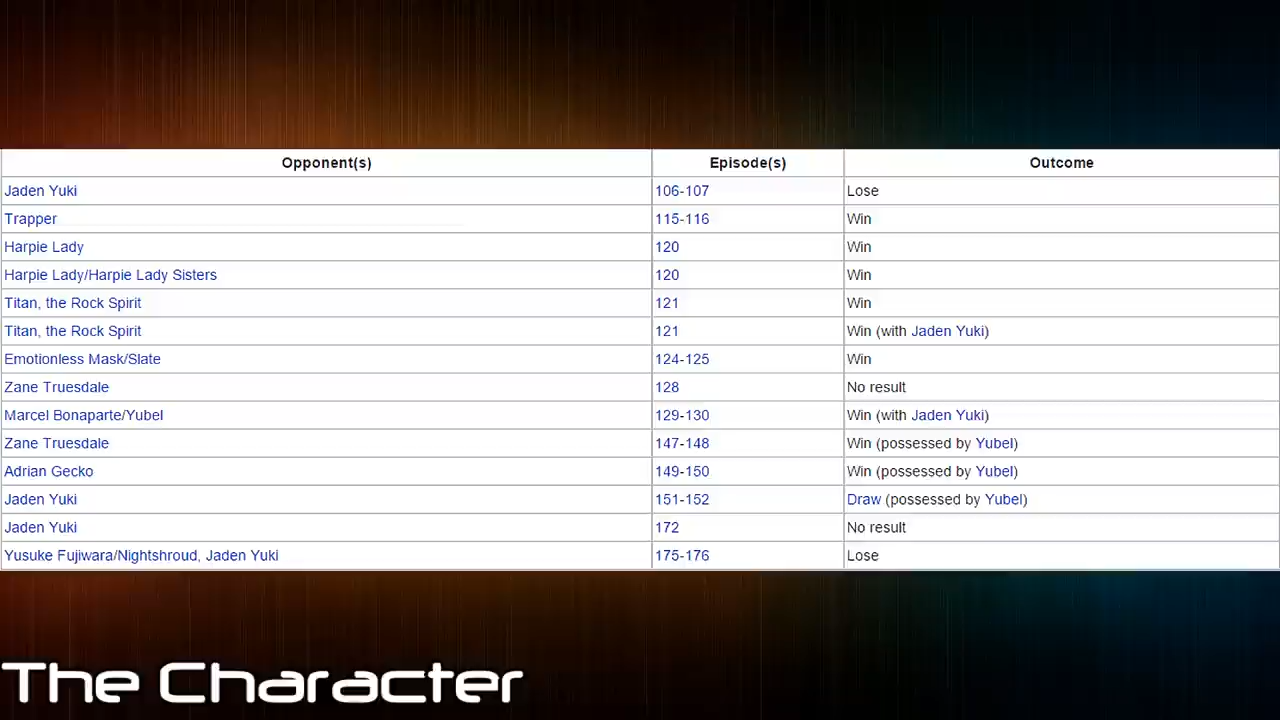 Opponent(s) Episode(s) Outcome
Jaden Yuki 106-107 Lose
Trapper 115-116 Win
Harpie Lady 120 Win
Harpie Lady/Harpie Lady Sisters 120 Win
Titan, the Rock Spirit 121 Win
Titan, the Rock Spirit 121 Win (with Jaden Yuki)
Emotionless Mask/Slate 124-125 Win
Zane Truesdale 128 No result
Marcel Bonaparte/Yubel 129-130 Win (with Jaden Yuki)
Zane Truesdale 147-148 Win (possessed by Yubel)
Adrian Gecko 149-150 Win (possessed by Yubel)
Jaden Yuki 151-152 Draw (possessed by Yubel)
Jaden Yuki 172 No result
Yusuke Fujiwara/Nightshroud, Jaden Yuki 175-176 Lose
The Character